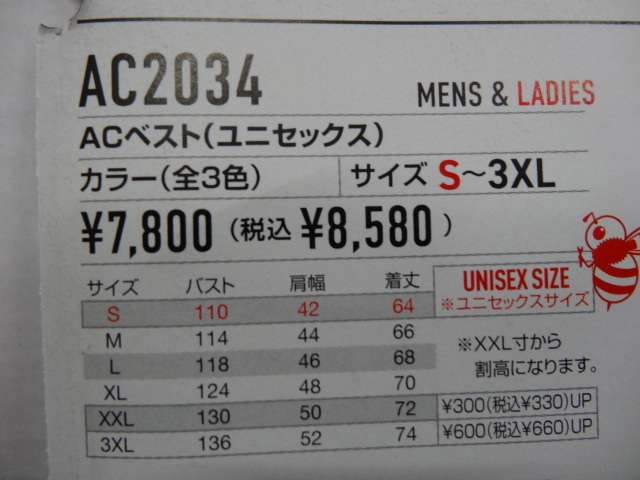 AC2034
MENS & LADIES
ACベスト(ユニセックス)
カラー(全3色) サイズ S〜3XL
¥7,800 (税込 ¥8,580)
サイズ バスト 肩幅 着丈
S 110 42 64
M 114 44 66
L 118 46 68
XL 124 48 70
XXL 130 50 72
3XL 136 52 74
UNISEX SIZE
※ユニセックスサイズ
※XXL寸から
割高になります。
¥300(税込¥330)UP
¥600(税込¥660)UP